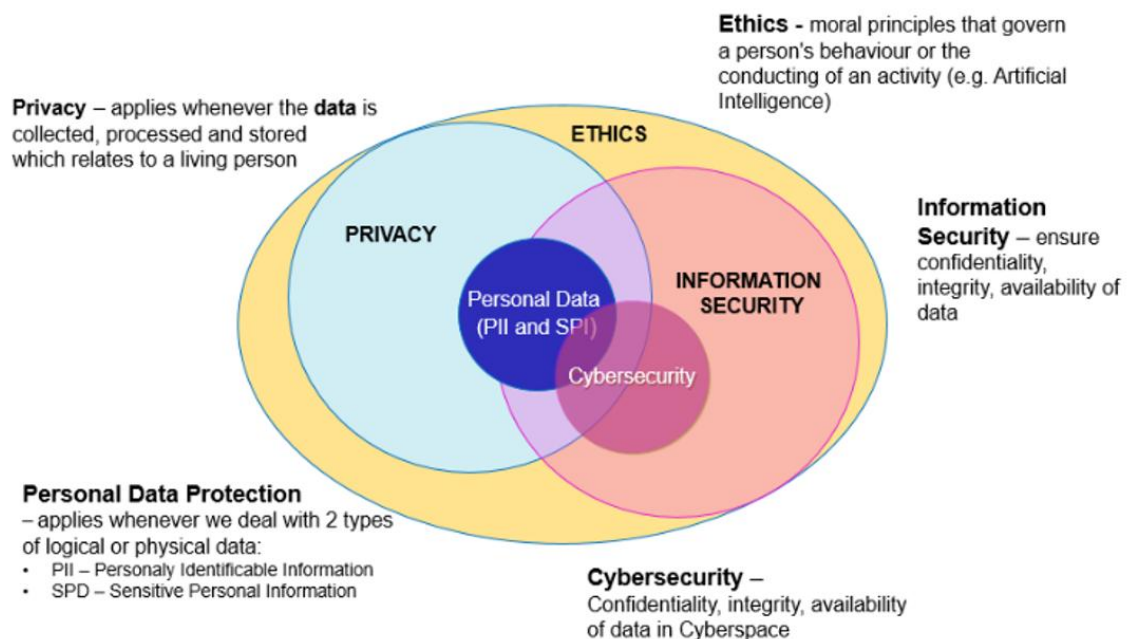 Ethics - moral principles that govern
a person's behaviour or the
conducting of an activity (e.g. Artificial
Intelligence)
Privacy – applies whenever the data is
collected, processed and stored
which relates to a living person
ETHICS
PRIVACY
Information
Security – ensure
confidentiality,
integrity, availability of
data
INFORMATION
SECURITY
Personal Data
(PII and SPI)
Cybersecurity
Personal Data Protection
– applies whenever we deal with 2 types
of logical or physical data:
• PII – Personaly Identificable Information
• SPD – Sensitive Personal Information
Cybersecurity –
Confidentiality, integrity, availability
of data in Cyberspace